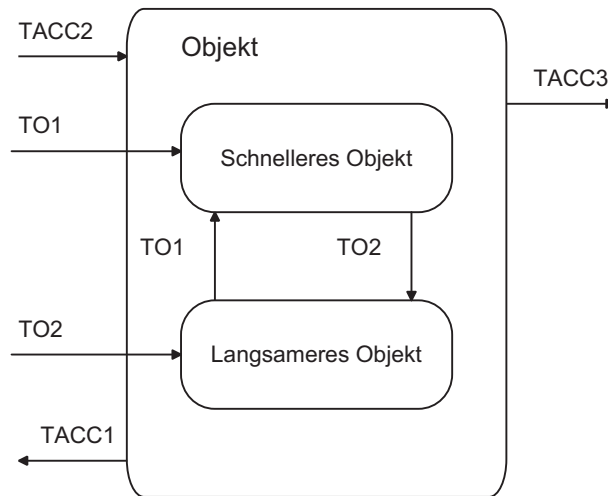 TACC2
Objekt
TACC3
TO1
Schnelleres Objekt
TO1
TO2
TO2
Langsameres Objekt
TACC1